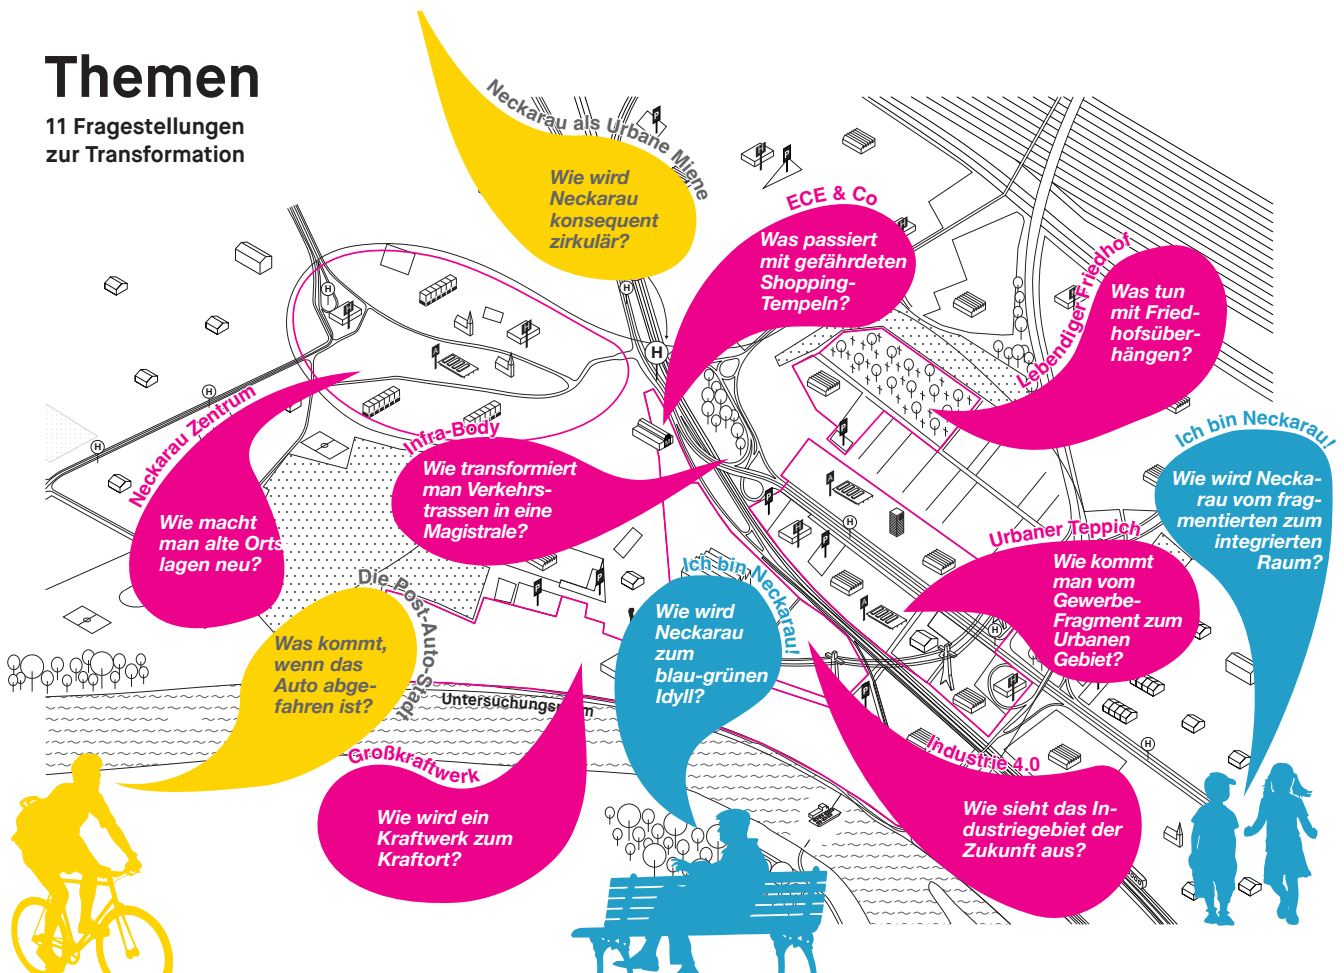 Themen
11 Fragestellungen
zur Transformation
Neckarau als Urbane Miene
Wie wird
Neckarau
konsequent
zirkulär?
ECE & Co
Was passiert
mit gefährdeten
Shopping-
Tempeln?
Lebendiger Friedhof
Was tun
mit Fried-
hofsüber-
hängen?
Neckarau Zentrum
Wie macht
man alte Orts
lagen neu?
Infra-Body
Wie transformiert
man Verkehrs-
trassen in eine
Magistrale?
Ich bin Neckarau!
Wie wird Necka-
rau vom frag-
mentierten zum
integrierten
Raum?
Urbaner Teppich
Wie kommt
man vom
Gewerbe-
Fragment zum
Urbanen
Gebiet?
Die Post-Auto-Stadt
Was kommt,
wenn das
Auto abge-
fahren ist?
Ich bin Neckarau!
Wie wird
Neckarau
zum
blau-grünen
Idyll?
Untersuchungsraum
Großkraftwerk
Wie wird ein
Kraftwerk zum
Kraftort?
Industrie 4.0
Wie sieht das In-
dustriegebiet der
Zukunft aus?
H
H
H
H
H
H
H
H